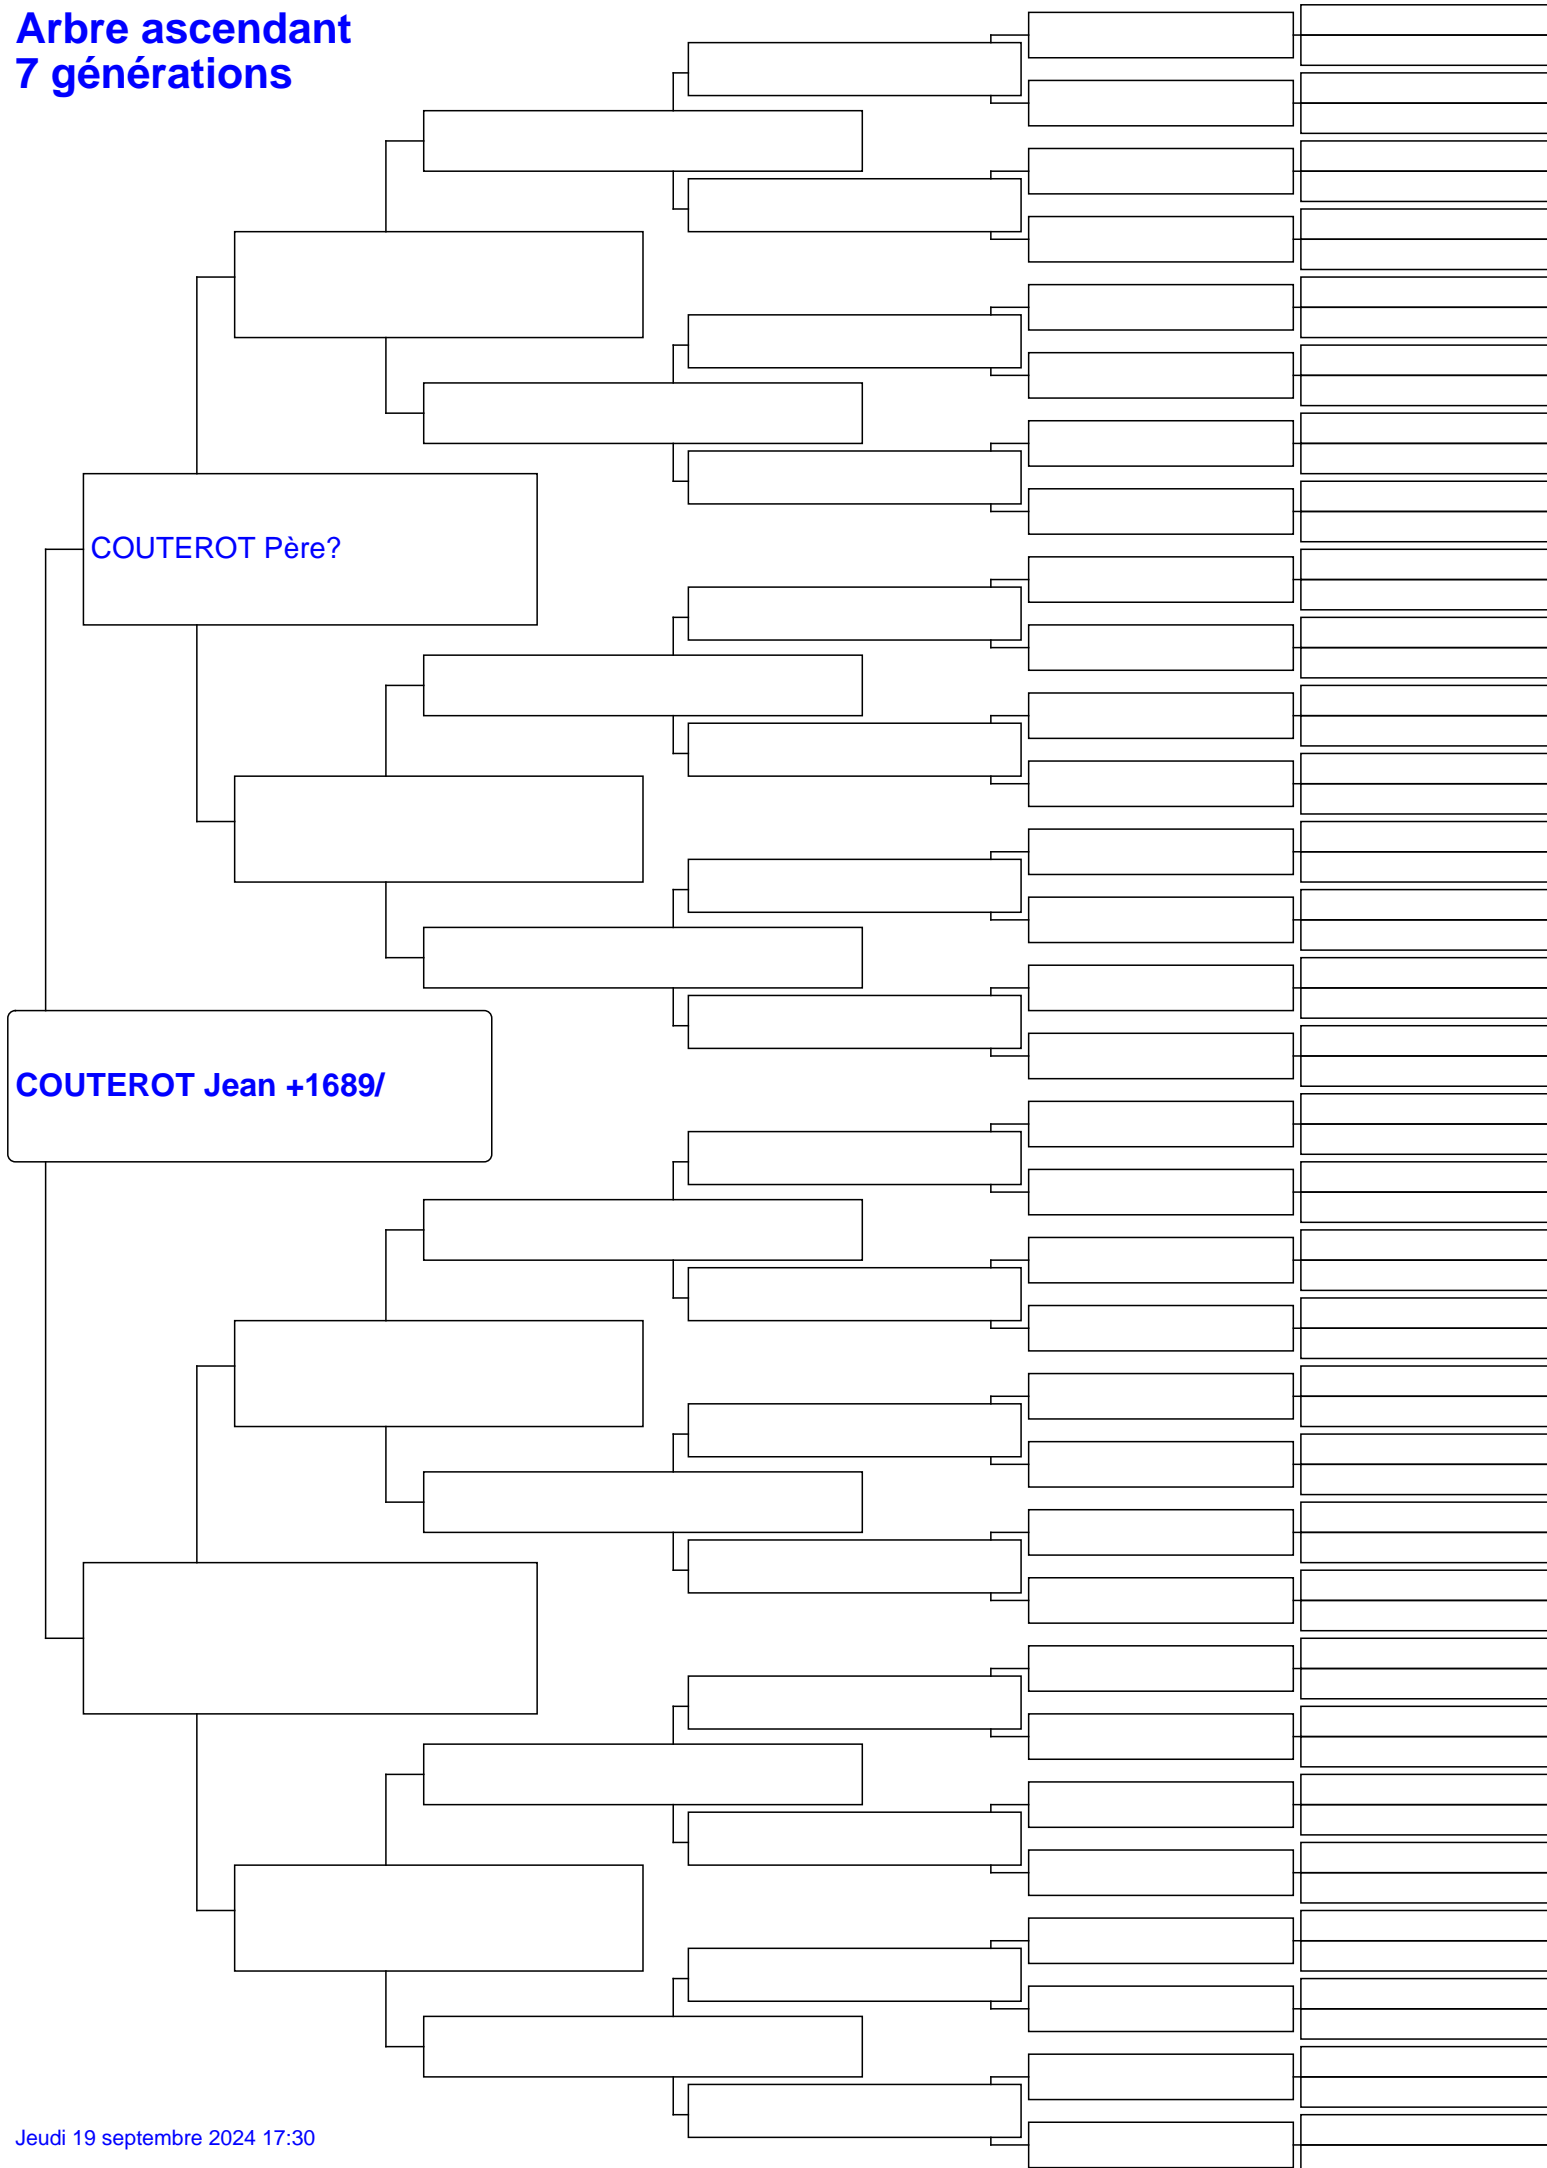 Arbre ascendant
7 générations
COUTEROT Père?
COUTEROT Jean +1689/
Jeudi 19 septembre 2024 17:30